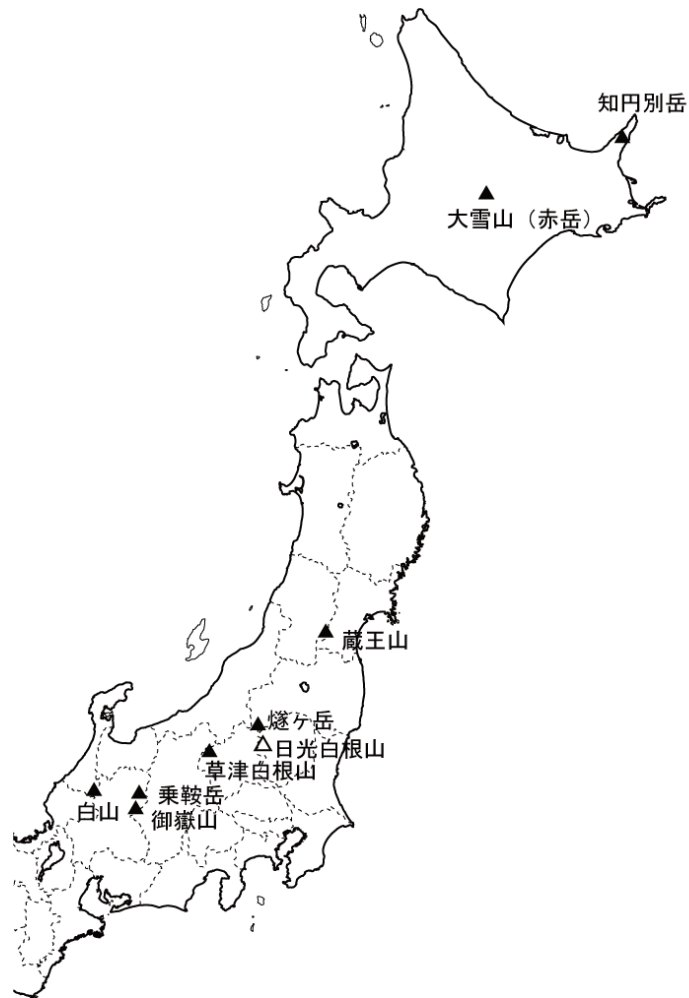 知円別岳
大雪山（赤岳）
蔵王山
燧ヶ岳
日光白根山
草津白根山
乗鞍岳
白山
御嶽山